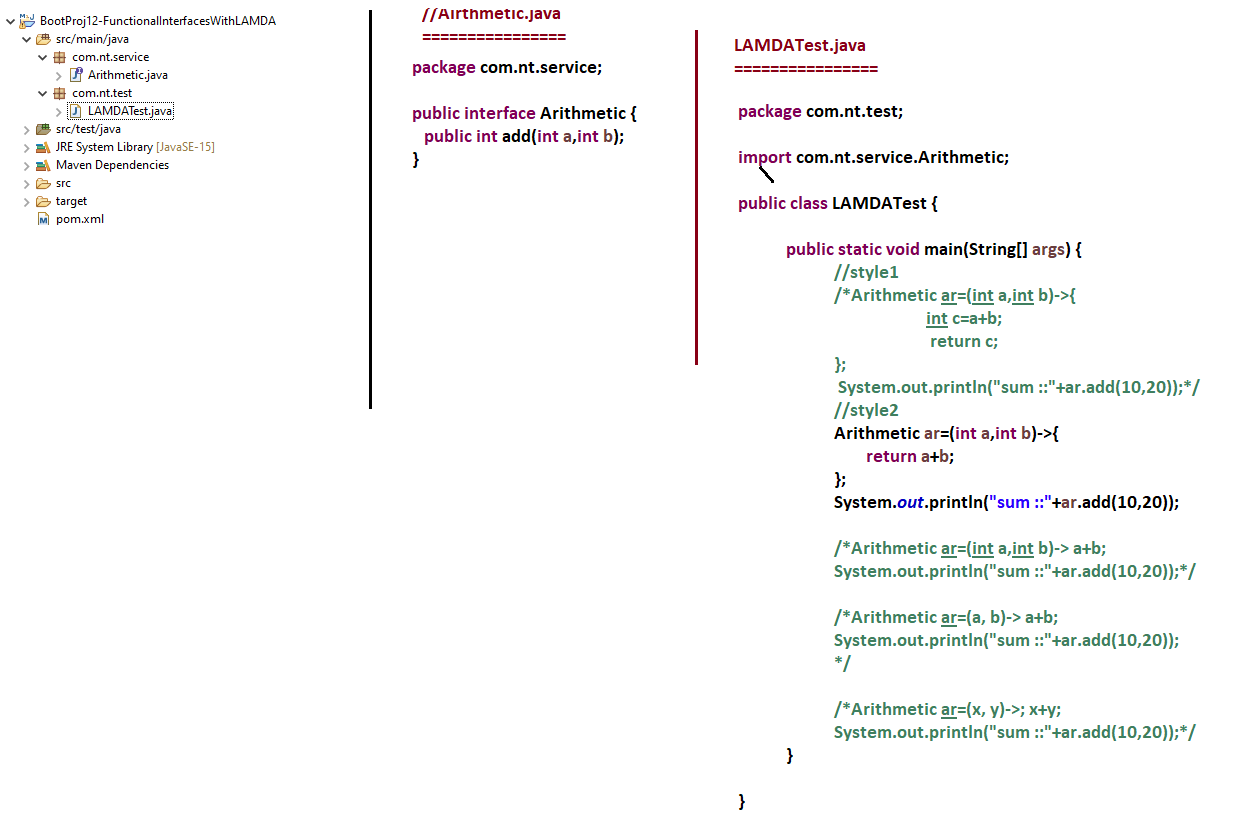 BootProj12-FunctionalInterfacesWithLAMDA
src/main/java
com.nt.service
Arithmetic.java
com.nt.test
LAMDATest.java
src/test/java
JRE System Library [JavaSE-15]
Maven Dependencies
src
target
pom.xml
//Airthmetic.java
================
package com.nt.service;
public interface Arithmetic {
public int add(int a,int b);
}
LAMDATest.java
================
package com.nt.test;
import com.nt.service.Arithmetic;
public class LAMDATest {
public static void main(String[] args) {
//style1
/*Arithmetic ar=(int a,int b)->{
int c=a+b;
return c;
};
System.out.println("sum ::"+ar.add(10,20));*/
//style2
Arithmetic ar=(int a,int b)->{
return a+b;
};
System.out.println("sum ::"+ar.add(10,20));
/*Arithmetic ar=(int a,int b)-> a+b;
System.out.println("sum ::"+ar.add(10,20));*/
/*Arithmetic ar=(a, b)-> a+b;
System.out.println("sum ::"+ar.add(10,20));
*/
/*Arithmetic ar=(x, y)->; x+y;
System.out.println("sum ::"+ar.add(10,20));*/
}
}